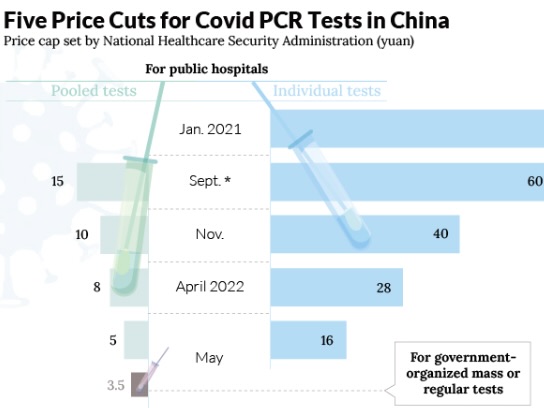 Five Price Cuts for Covid PCR Tests in China
Price cap set by National Healthcare Security Administration (yuan)
For public hospitals
Pooled tests
Individual tests
Jan. 2021
15
Sept. *
60
10
Nov.
40
8
April 2022
28
5
16
May
3.5
For government-
organized mass or
regular tests